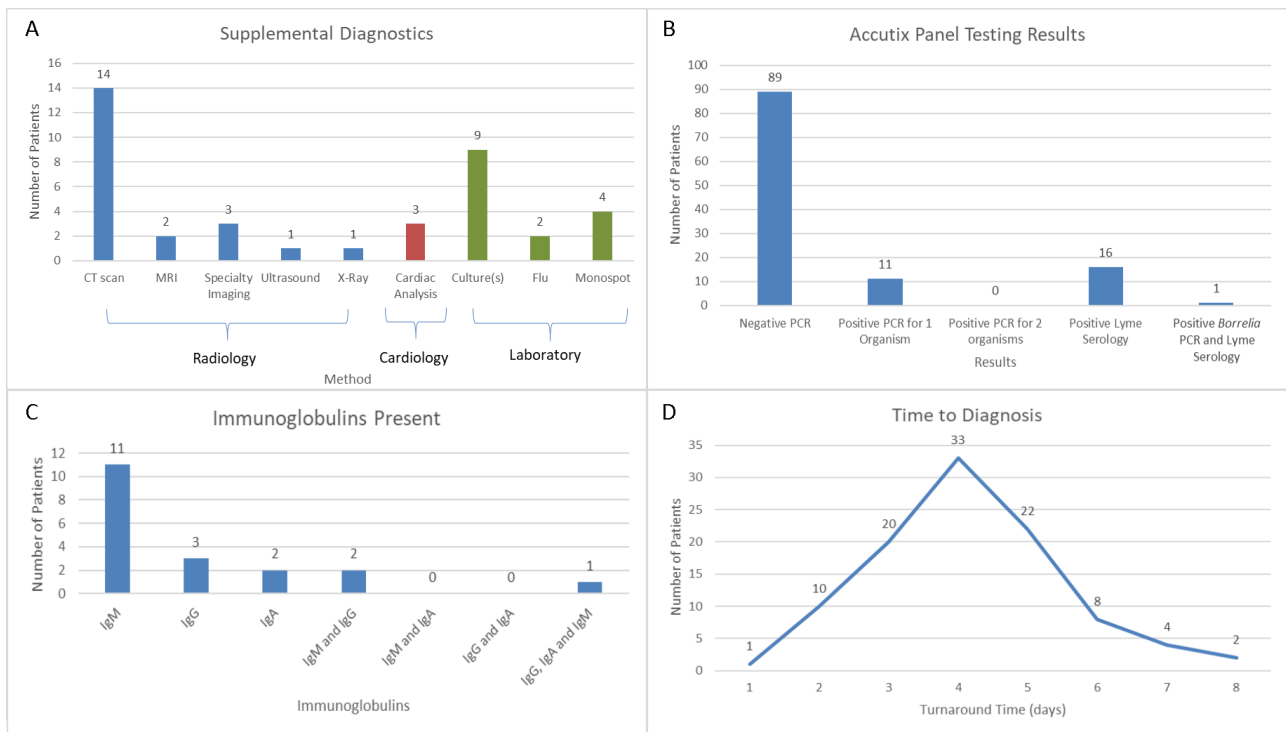 A
Supplemental Diagnostics
Number of Patients
16
14
12
10
8
6
4
2
0
14
2
3
1
1
3
9
2
4
CT scan
MRI
Specialty
Imaging
Ultrasound
X-Ray
Cardiac
Analysis
Culture(s)
Flu
Monospot
Radiology
Cardiology
Laboratory
Method
B
Accutix Panel Testing Results
Number of Patients
100
90
80
70
60
50
40
30
20
10
0
89
11
0
16
1
Negative PCR
Positive PCR for 1
Organism
Positive PCR for 2
organisms
Positive Lyme
Serology
Positive Borrelia
PCR and Lyme
Serology
Results
C
Immunoglobulins Present
Number of Patients
12
10
8
6
4
2
0
11
3
2
2
0
0
1
IgM
IgG
IgA
IgM and IgG
IgM and IgA
IgG and IgA
IgG, IgA and IgM
Immunoglobulins
D
Time to Diagnosis
Number of Patients
35
30
25
20
15
10
5
0
1
10
20
33
22
8
4
2
1
2
3
4
5
6
7
8
Turnaround Time (days)